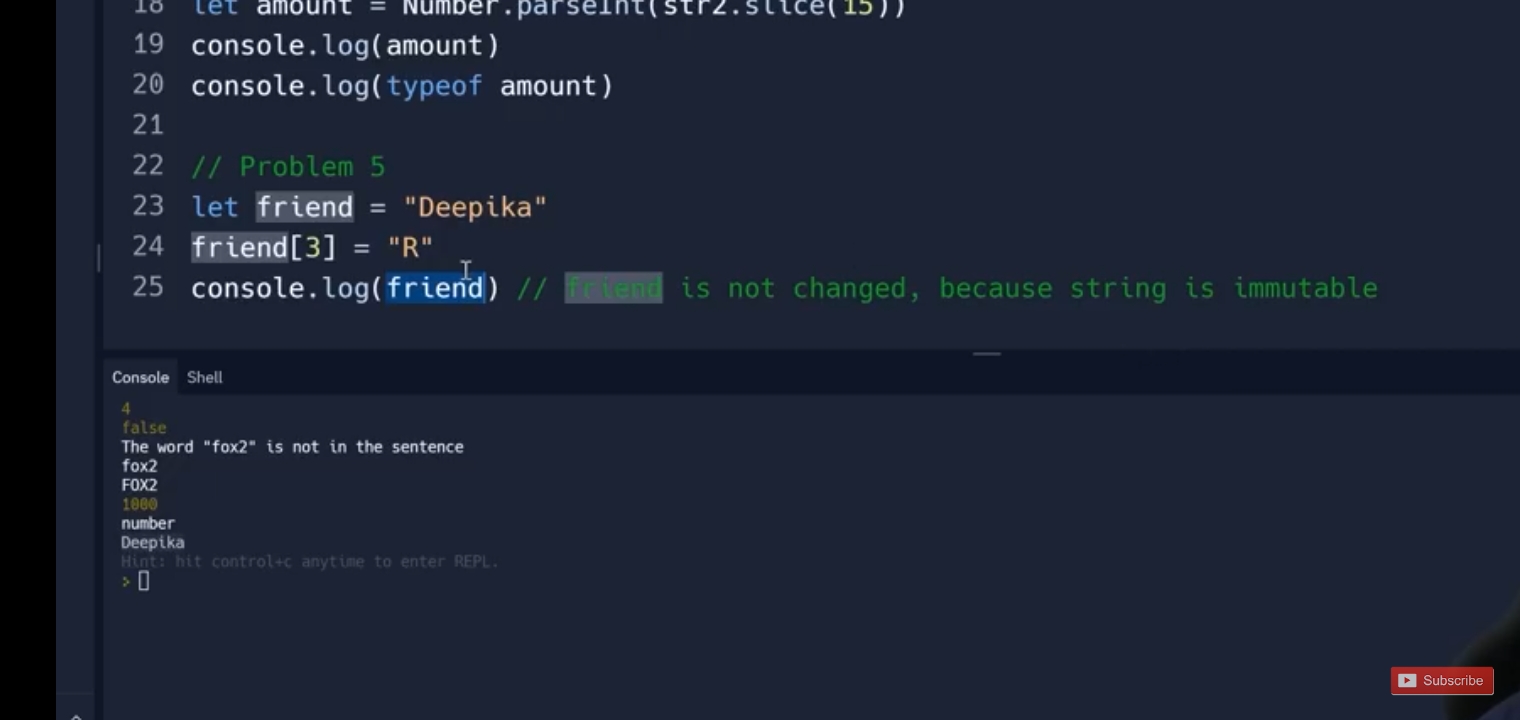 18 let amount = Number.parseInt(str2.slice(15))
19 console.log(amount)
20 console.log(typeof amount)
21
22 // Problem 5
23 let friend = "Deepika"
24 friend[3] = "R"
25 console.log(friend) // friend is not changed, because string is immutable
Console Shell
4
false
The word "fox2" is not in the sentence
fox2
FOX2
1000
number
Deepika
Hint: hit control+c anytime to enter REPL.
>
Subscribe